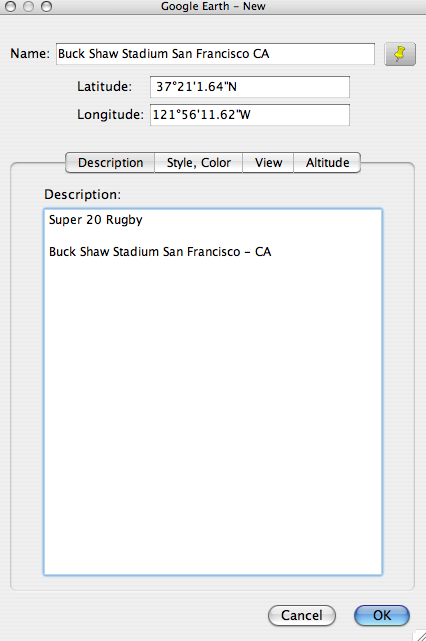 Google Earth - New
Name: Buck Shaw Stadium San Francisco CA
Latitude: 37°21'1.64"N
Longitude: 121°56'11.62"W
Description Style, Color View Altitude
Description:
Super 20 Rugby
Buck Shaw Stadium San Francisco - CA
Cancel OK